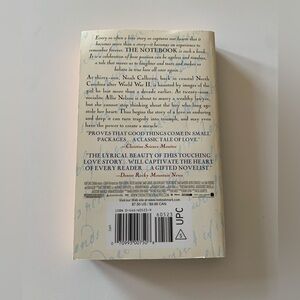 Every so often a love story so captures our hearts that it
becomes more than a story—it becomes an experience to
remember forever. THE NOTEBOOK is such a book.
It is a celebration of how passion can be ageless and timeless,
a tale that moves us to laughter and tears and makes us
believe in true love all over again...
At thirty-one, Noah Calhoun, back in coastal North
Carolina after World War II, is haunted by images of the
girl he lost more than a decade earlier. At twenty-nine,
socialite Allie Nelson is about to marry a wealthy lawyer,
but she cannot stop thinking about the boy who long ago
stole her heart. Thus begins the story of a love so enduring
and deep it can turn tragedy into triumph, and may even
have the power to create a miracle...
"PROVES THAT GOOD THINGS COME IN SMALL
PACKAGES... A CLASSIC TALE OF LOVE."
—Christian Science Monitor
"THE LYRICAL BEAUTY OF THIS TOUCHING
LOVE STORY... WILL CAPTIVATE THE HEART
OF EVERY READER... A GIFTED NOVELIST"
—Denver Rocky Mountain News
60523
UPC